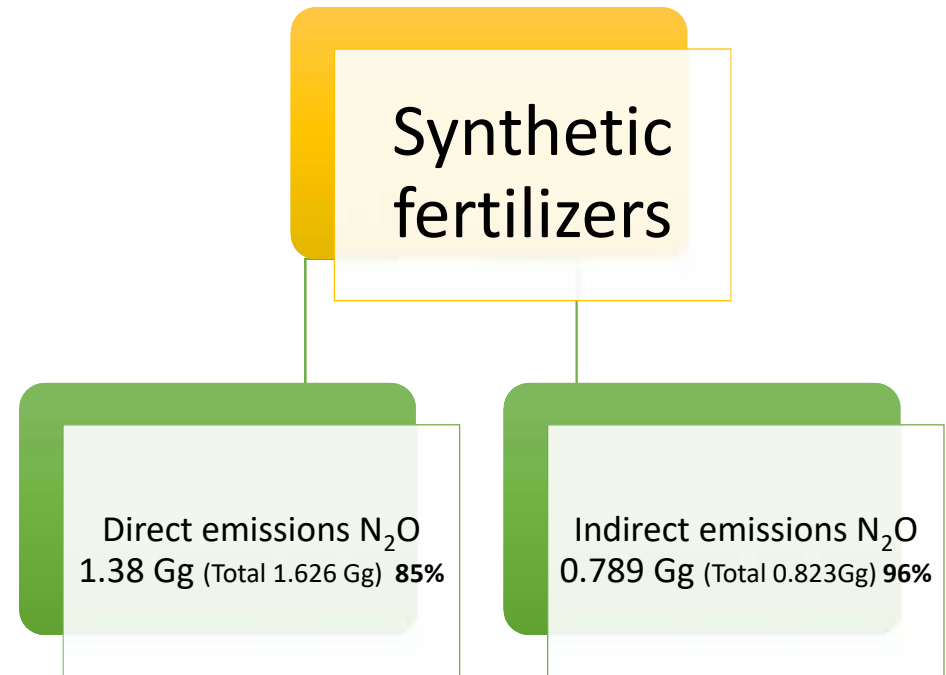 Synthetic
fertilizers
Direct emissions N₂O
1.38 Gg (Total 1.626 Gg) 85%
Indirect emissions N₂O
0.789 Gg (Total 0.823Gg) 96%